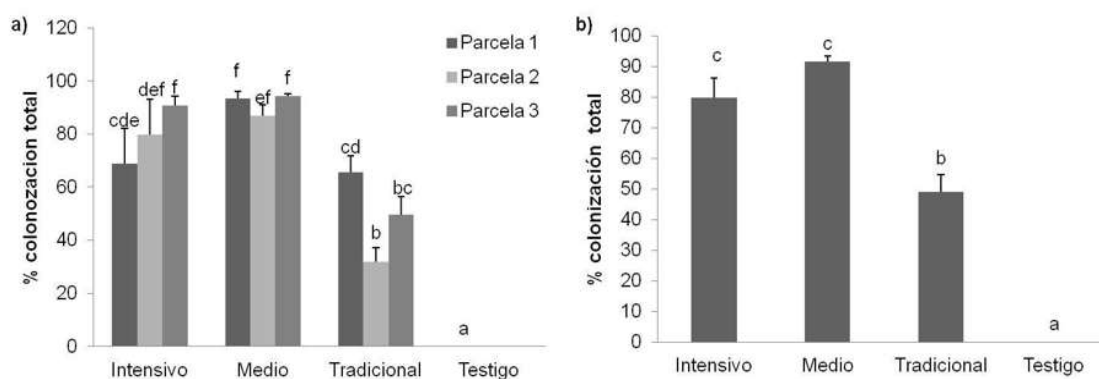 a)
% colonozacion total
120
100
80
60
40
20
0
Parcela 1
Parcela 2
Parcela 3
cde
def
f
f
ef
f
cd
b
bc
a
Intensivo
Medio
Tradicional
Testigo
b)
% colonización total
100
90
80
70
60
50
40
30
20
10
0
c
c
b
a
Intensivo
Medio
Tradicional
Testigo